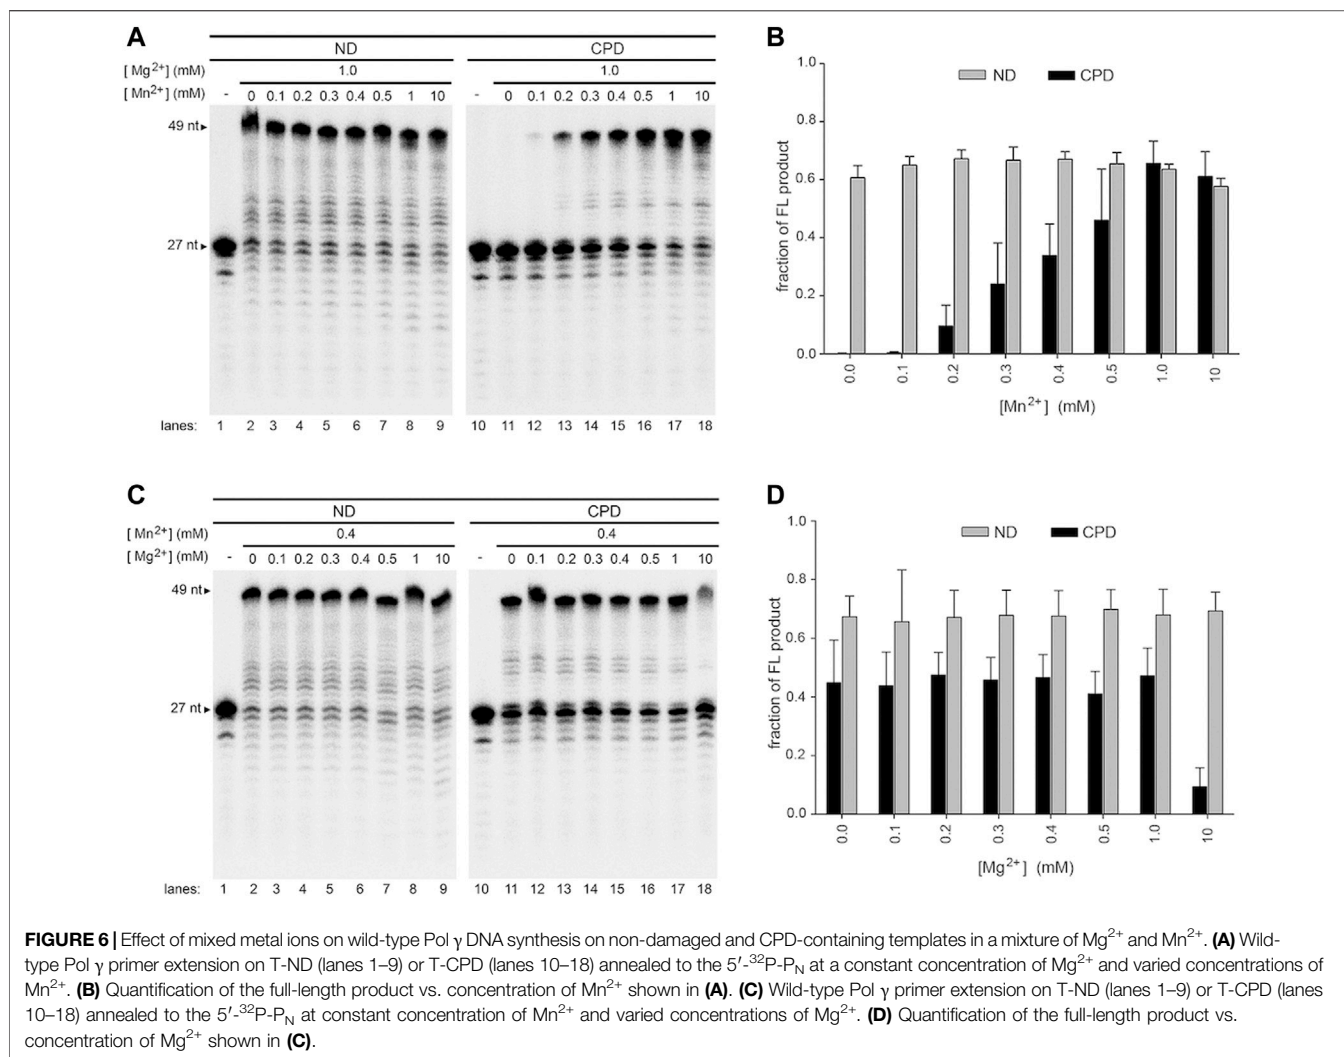 A
ND
CPD
[ Mg2+] (mM)
1.0
1.0
[ Mn2+] (mM)
- 0 0.1 0.2 0.3 0.4 0.5 1 10
- 0 0.1 0.2 0.3 0.4 0.5 1 10
49 nt
27 nt
lanes: 1 2 3 4 5 6 7 8 9 10 11 12 13 14 15 16 17 18
B
ND CPD
fraction of FL product
1.0
0.8
0.6
0.4
0.2
0.0
0.0 0.1 0.2 0.3 0.4 0.5 1.0 10
[Mn2+] (mM)
C
ND
CPD
[ Mn2+] (mM)
0.4
0.4
[ Mg2+] (mM)
- 0 0.1 0.2 0.3 0.4 0.5 1 10
- 0 0.1 0.2 0.3 0.4 0.5 1 10
49 nt
27 nt
lanes: 1 2 3 4 5 6 7 8 9 10 11 12 13 14 15 16 17 18
D
ND CPD
fraction of FL product
1.0
0.8
0.6
0.4
0.2
0.0
0.0 0.1 0.2 0.3 0.4 0.5 1.0 10
[Mg2+] (mM)
FIGURE 6 | Effect of mixed metal ions on wild-type Pol γ DNA synthesis on non-damaged and CPD-containing templates in a mixture of Mg2+ and Mn2+. (A) Wild-
type Pol γ primer extension on T-ND (lanes 1–9) or T-CPD (lanes 10–18) annealed to the 5′-32P-PN at a constant concentration of Mg2+ and varied concentrations of
Mn2+. (B) Quantification of the full-length product vs. concentration of Mn2+ shown in (A). (C) Wild-type Pol γ primer extension on T-ND (lanes 1–9) or T-CPD (lanes
10–18) annealed to the 5′-32P-PN at constant concentration of Mn2+ and varied concentrations of Mg2+. (D) Quantification of the full-length product vs.
concentration of Mg2+ shown in (C).